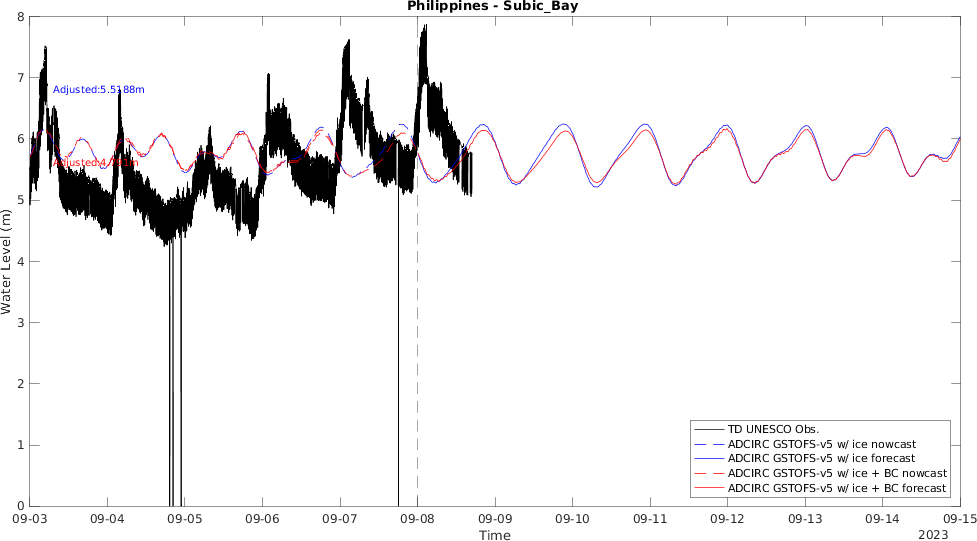 Philippines - Subic_Bay
8
7
6
5
4
3
2
1
0
Water Level (m)
Adjusted:5.5188m
TD UNESCO Obs.
ADCIRC GSTOFS-v5 w/ ice nowcast
ADCIRC GSTOFS-v5 w/ ice forecast
ADCIRC GSTOFS-v5 w/ ice + BC nowcast
ADCIRC GSTOFS-v5 w/ ice + BC forecast
09-03
09-04
09-05
09-06
09-07
09-08
09-09
09-10
09-11
09-12
09-13
09-14
09-15
Time
2023